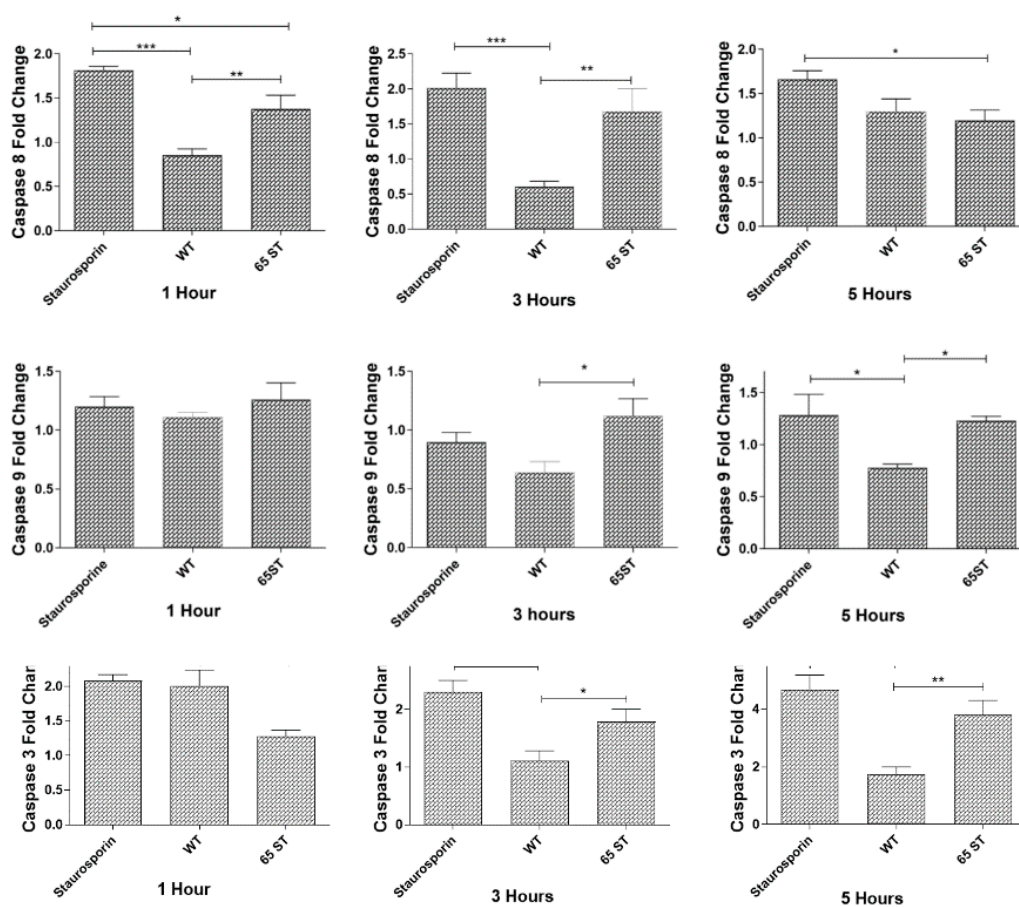 *
***
**
Caspase 8 Fold Change
2.0
1.5
1.0
0.5
0.0
Staurosporin
WT
65 ST
1 Hour
***
**
Caspase 8 Fold Change
2.5
2.0
1.5
1.0
0.5
0.0
Staurosporin
WT
65 ST
3 Hours
*
Caspase 8 Fold Change
2.0
1.5
1.0
0.5
0.0
Staurosporin
WT
65 ST
5 Hours
Caspase 9 Fold Change
1.5
1.0
0.5
0.0
Staurosporine
WT
65ST
1 Hour
*
Caspase 9 Fold Change
1.5
1.0
0.5
0.0
Staurosporine
WT
65ST
3 hours
*
*
Caspase 9 Fold Change
1.5
1.0
0.5
0.0
Staurosporine
WT
65ST
5 Hours
Caspase 3 Fold Char
2.0
1.5
1.0
0.5
0.0
Staurosporin
WT
65 ST
1 Hour
*
Caspase 3 Fold Char
2
1
0
Staurosporin
WT
65 ST
3 Hours
**
Caspase 3 Fold Char
4
2
0
Staurosporin
WT
65 ST
5 Hours